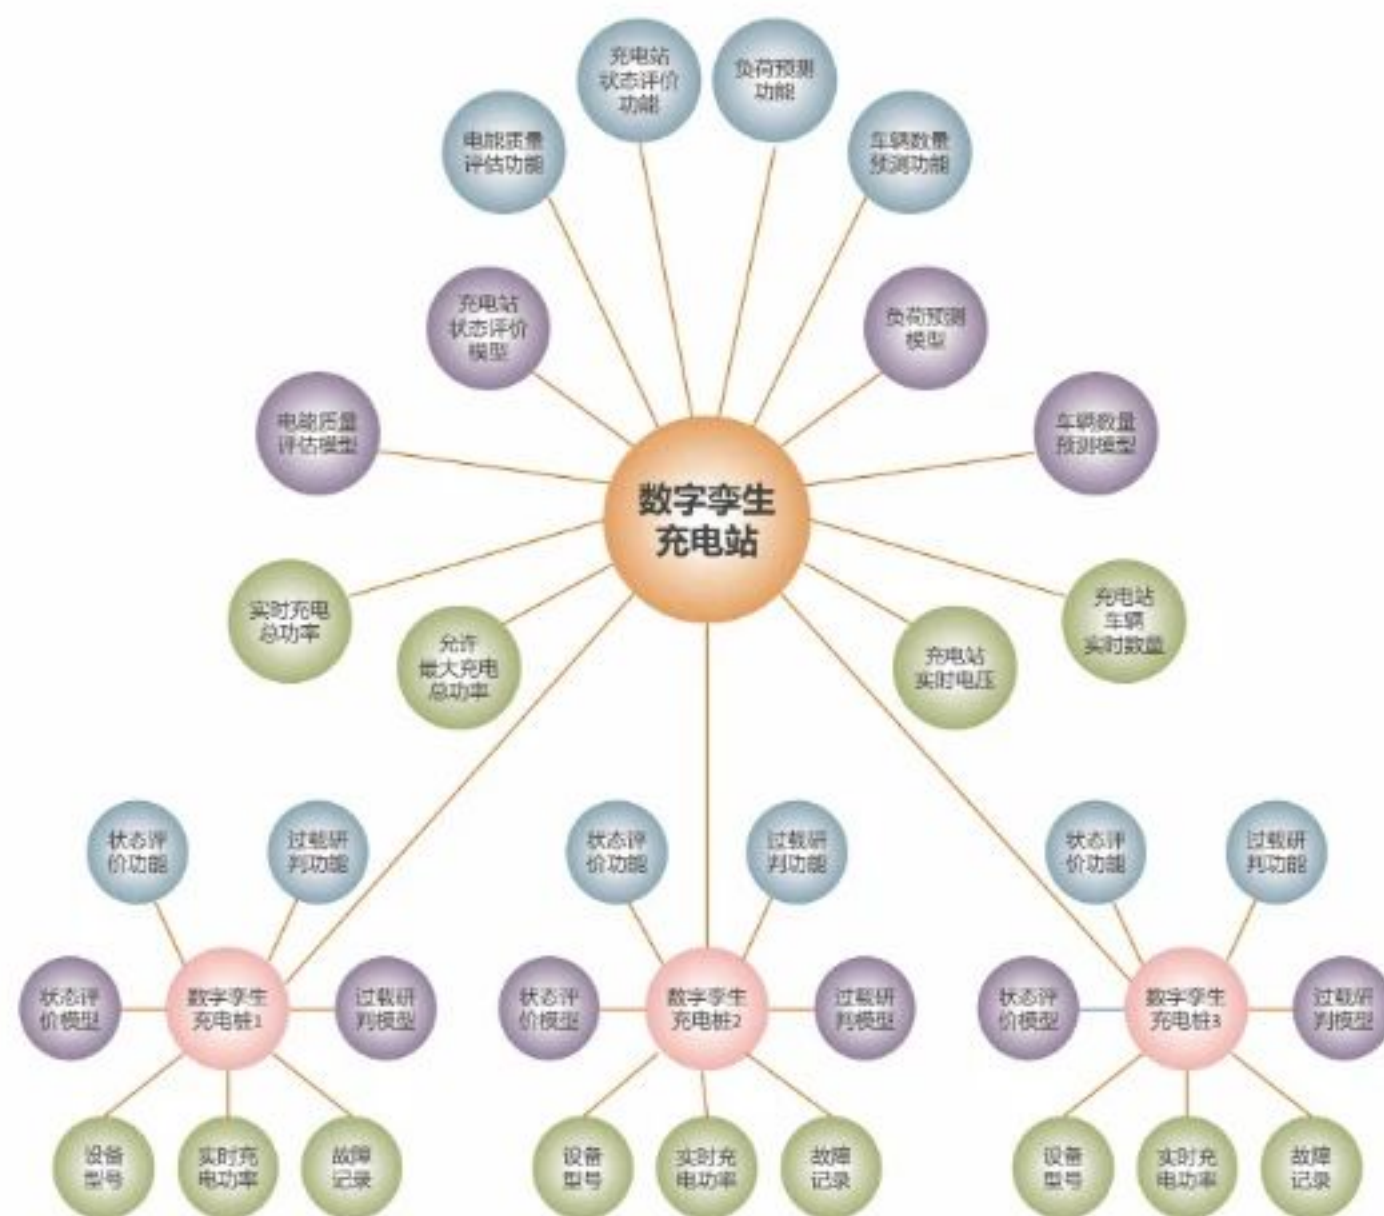 充电站
状态评价
功能
负荷预测
功能
电能质量
评估功能
车辆数量
预测功能
充电站
状态评价
模型
负荷预测
模型
电能质量
评估模型
车辆数量
预测模型
数字孪生
充电站
实时充电
总功率
允许
最大充电
总功率
充电站
实时电压
充电站
车辆
实时数量
状态评
价功能
过载研
判功能
状态评
价功能
过载研
判功能
状态评
价功能
过载研
判功能
状态评
价模型
数字孪生
充电桩1
过载研
判模型
状态评
价模型
数字孪生
充电桩2
过载研
判模型
状态评
价模型
数字孪生
充电桩3
过载研
判模型
设备
型号
实时充
电功率
故障
记录
设备
型号
实时充
电功率
故障
记录
设备
型号
实时充
电功率
故障
记录